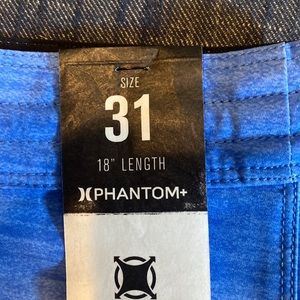 SIZE
31
18" LENGTH
PHANTOM+